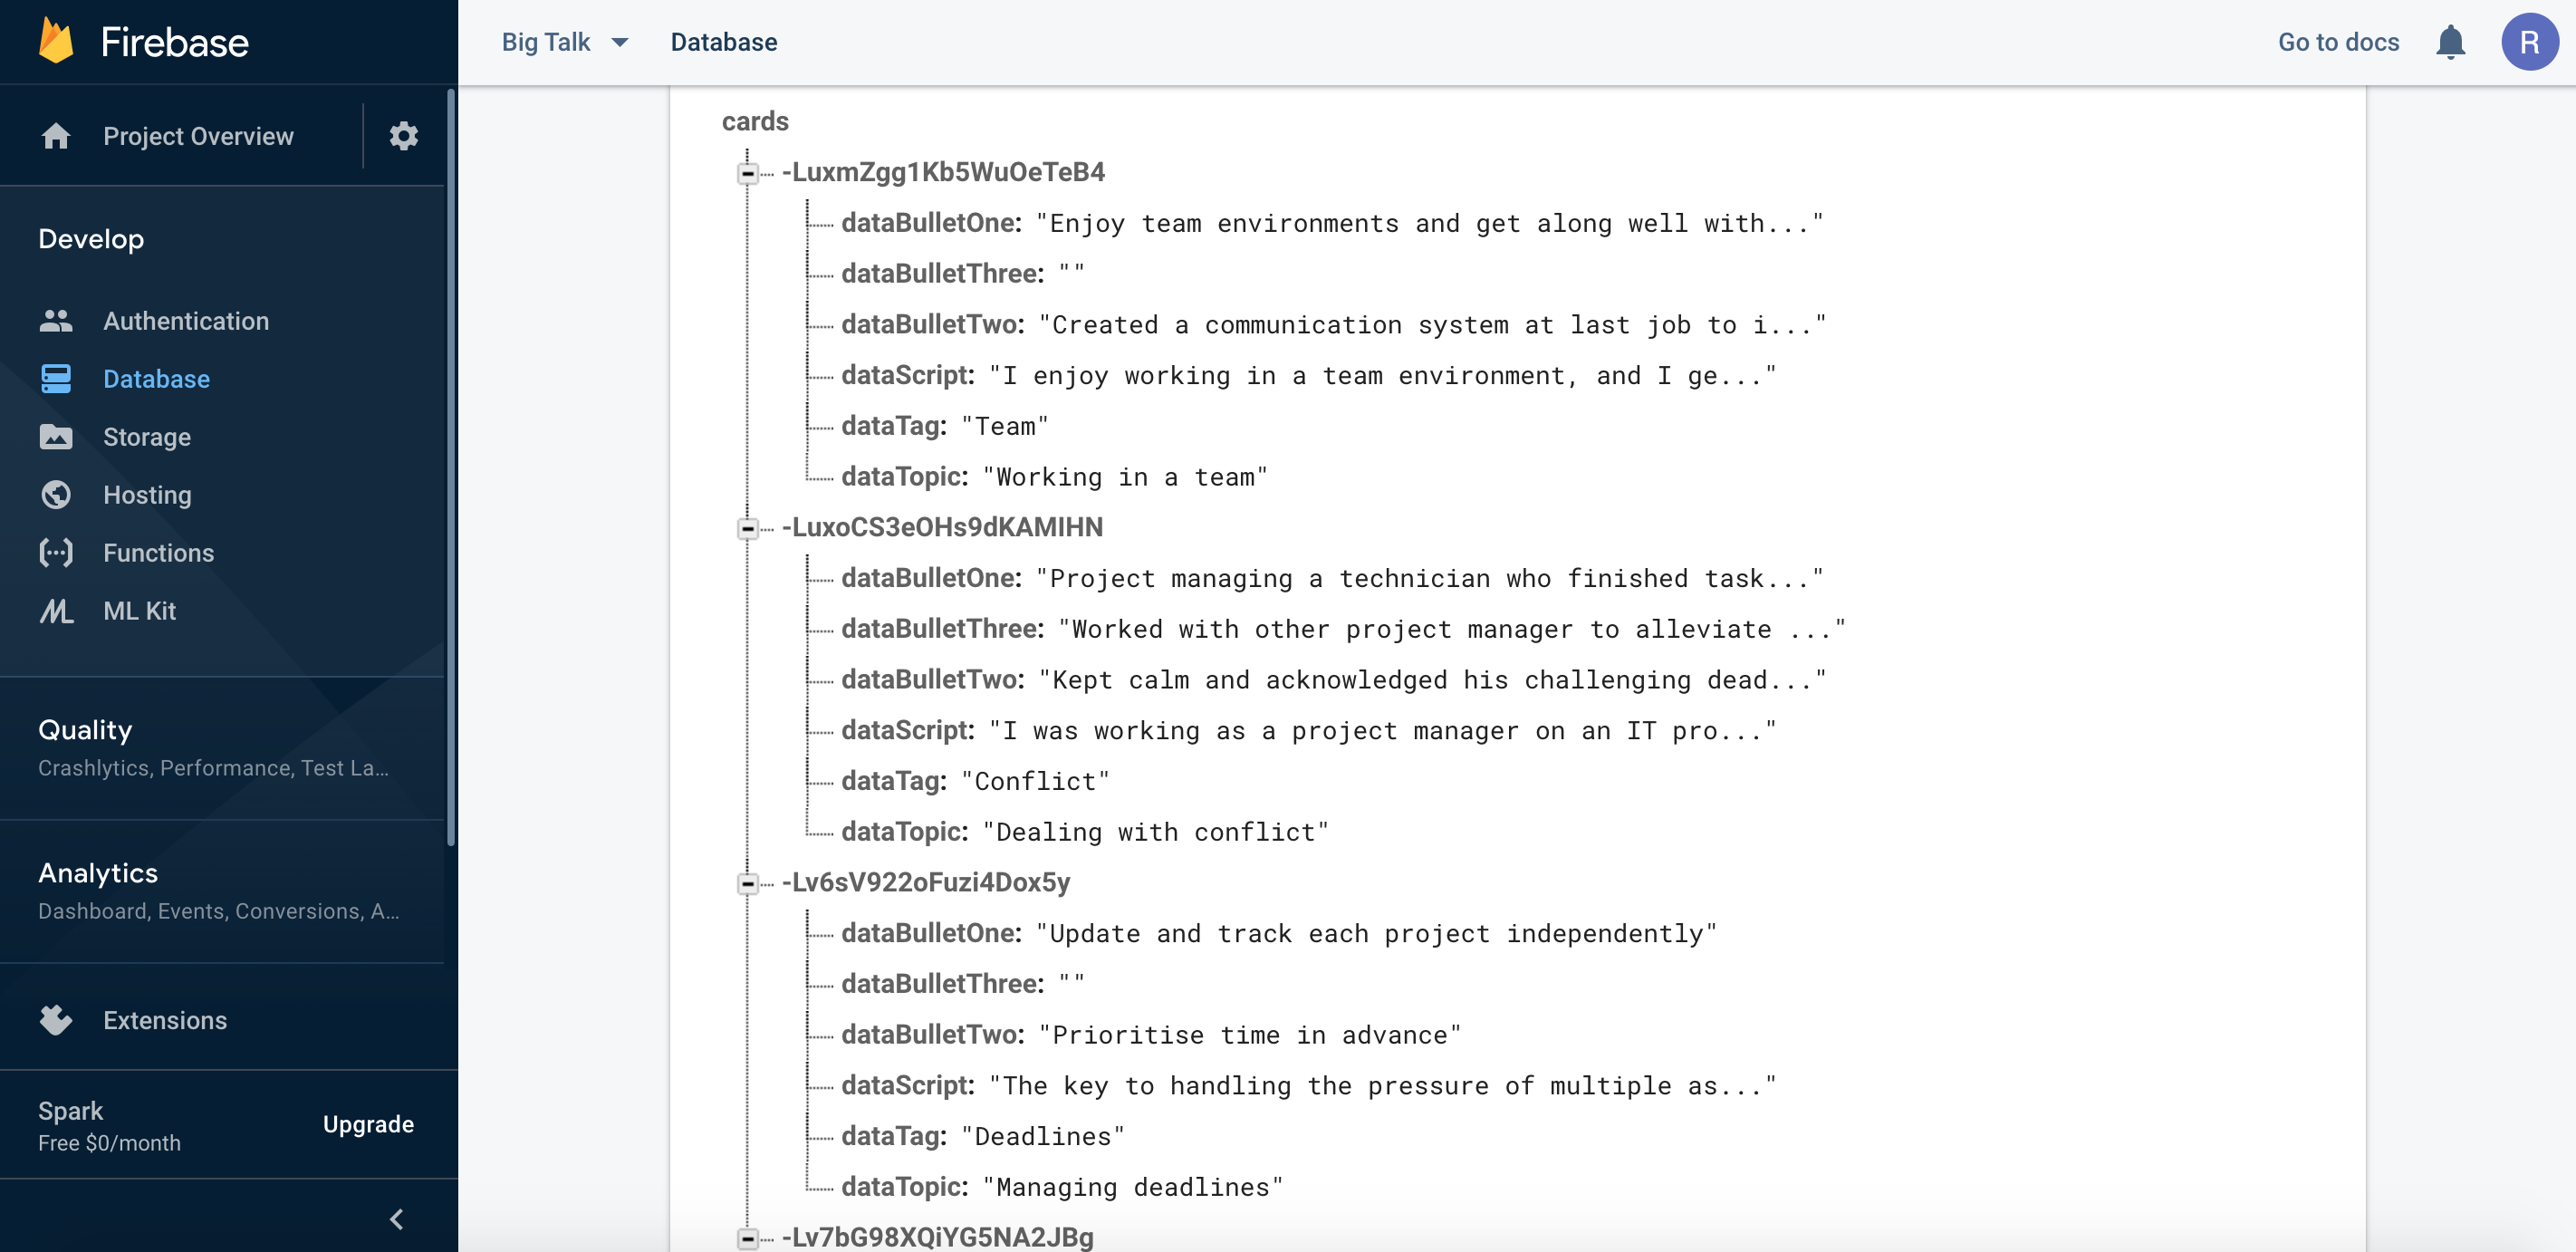 Firebase
Big Talk
Database
Go to docs
R
Project Overview
Develop
Authentication
Database
Storage
Hosting
Functions
ML Kit
Quality
Crashlytics, Performance, Test La...
Analytics
Dashboard, Events, Conversions, A...
Extensions
Spark
Free $0/month
Upgrade
cards
-LuxmZgg1Kb5WuOeTeB4
dataBulletOne: "Enjoy team environments and get along well with..."
dataBulletThree: ""
dataBulletTwo: "Created a communication system at last job to i..."
dataScript: "I enjoy working in a team environment, and I ge..."
dataTag: "Team"
dataTopic: "Working in a team"
-LuxoCS3eOHs9dKAMIHN
dataBulletOne: "Project managing a technician who finished task..."
dataBulletThree: "Worked with other project manager to alleviate ..."
dataBulletTwo: "Kept calm and acknowledged his challenging dead..."
dataScript: "I was working as a project manager on an IT pro..."
dataTag: "Conflict"
dataTopic: "Dealing with conflict"
-Lv6sV922oFuzi4Dox5y
dataBulletOne: "Update and track each project independently"
dataBulletThree: ""
dataBulletTwo: "Prioritise time in advance"
dataScript: "The key to handling the pressure of multiple as..."
dataTag: "Deadlines"
dataTopic: "Managing deadlines"
-Lv7bG98XQiYG5NA2JBg